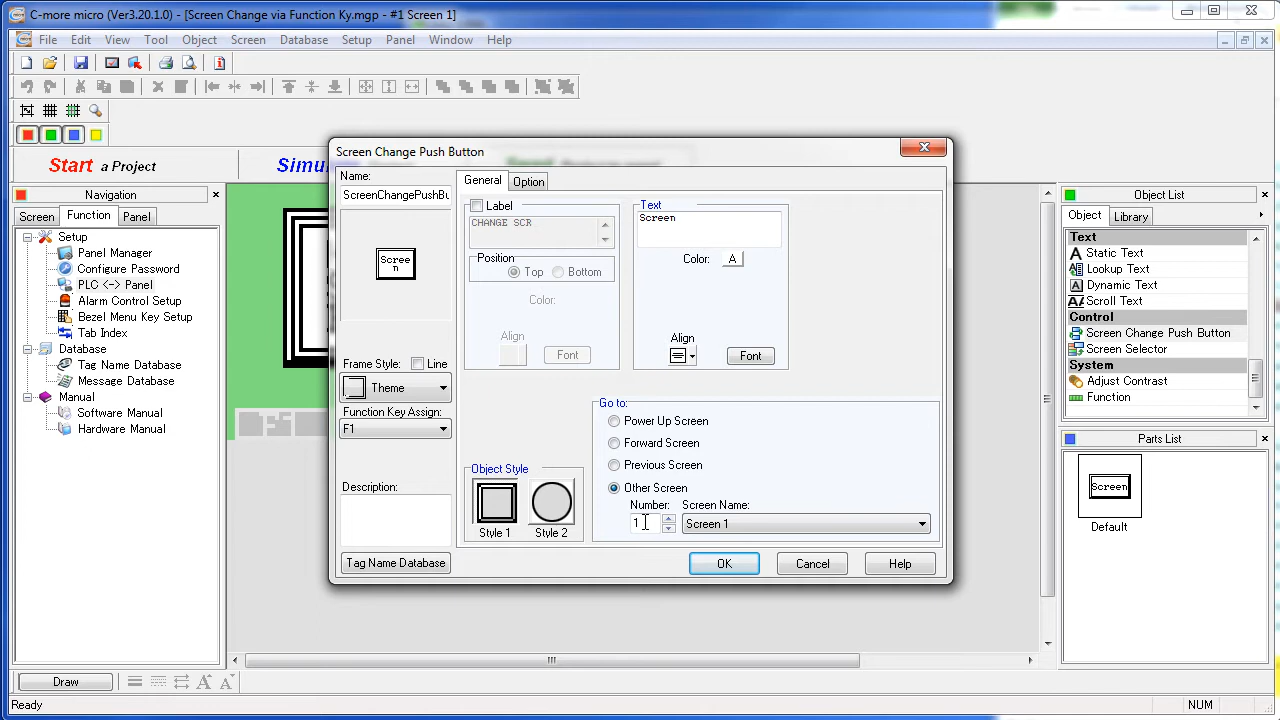 C-more micro (Ver3.20.1.0) - [Screen Change via Function Ky.mgp - #1 Screen 1]
File Edit View Tool Object Screen Database Setup Panel Window Help
Start a Project
Navigation
Screen Function Panel
Setup
Panel Manager
Configure Password
PLC <-> Panel
Alarm Control Setup
Bezel Menu Key Setup
Tab Index
Database
Tag Name Database
Message Database
Manual
Software Manual
Hardware Manual
Screen Change Push Button
Name:
ScreenChangePushBu
Scree
n
Frame Style: Line
Theme
Function Key Assign:
F1
Description:
Tag Name Database
General Option
Label
CHANGE SCR
Position
Top Bottom
Color:
Align
Font
Text
Screen
Color: A
Align
Font
Object Style
Style 1 Style 2
Go to:
Power Up Screen
Forward Screen
Previous Screen
Other Screen
Number: Screen Name:
1 Screen 1
OK Cancel Help
Object List
Object Library
Text
Static Text
Lookup Text
Dynamic Text
Scroll Text
Control
Screen Change Push Button
Screen Selector
System
Adjust Contrast
Function
Parts List
Screen
Default
Draw
Ready NUM